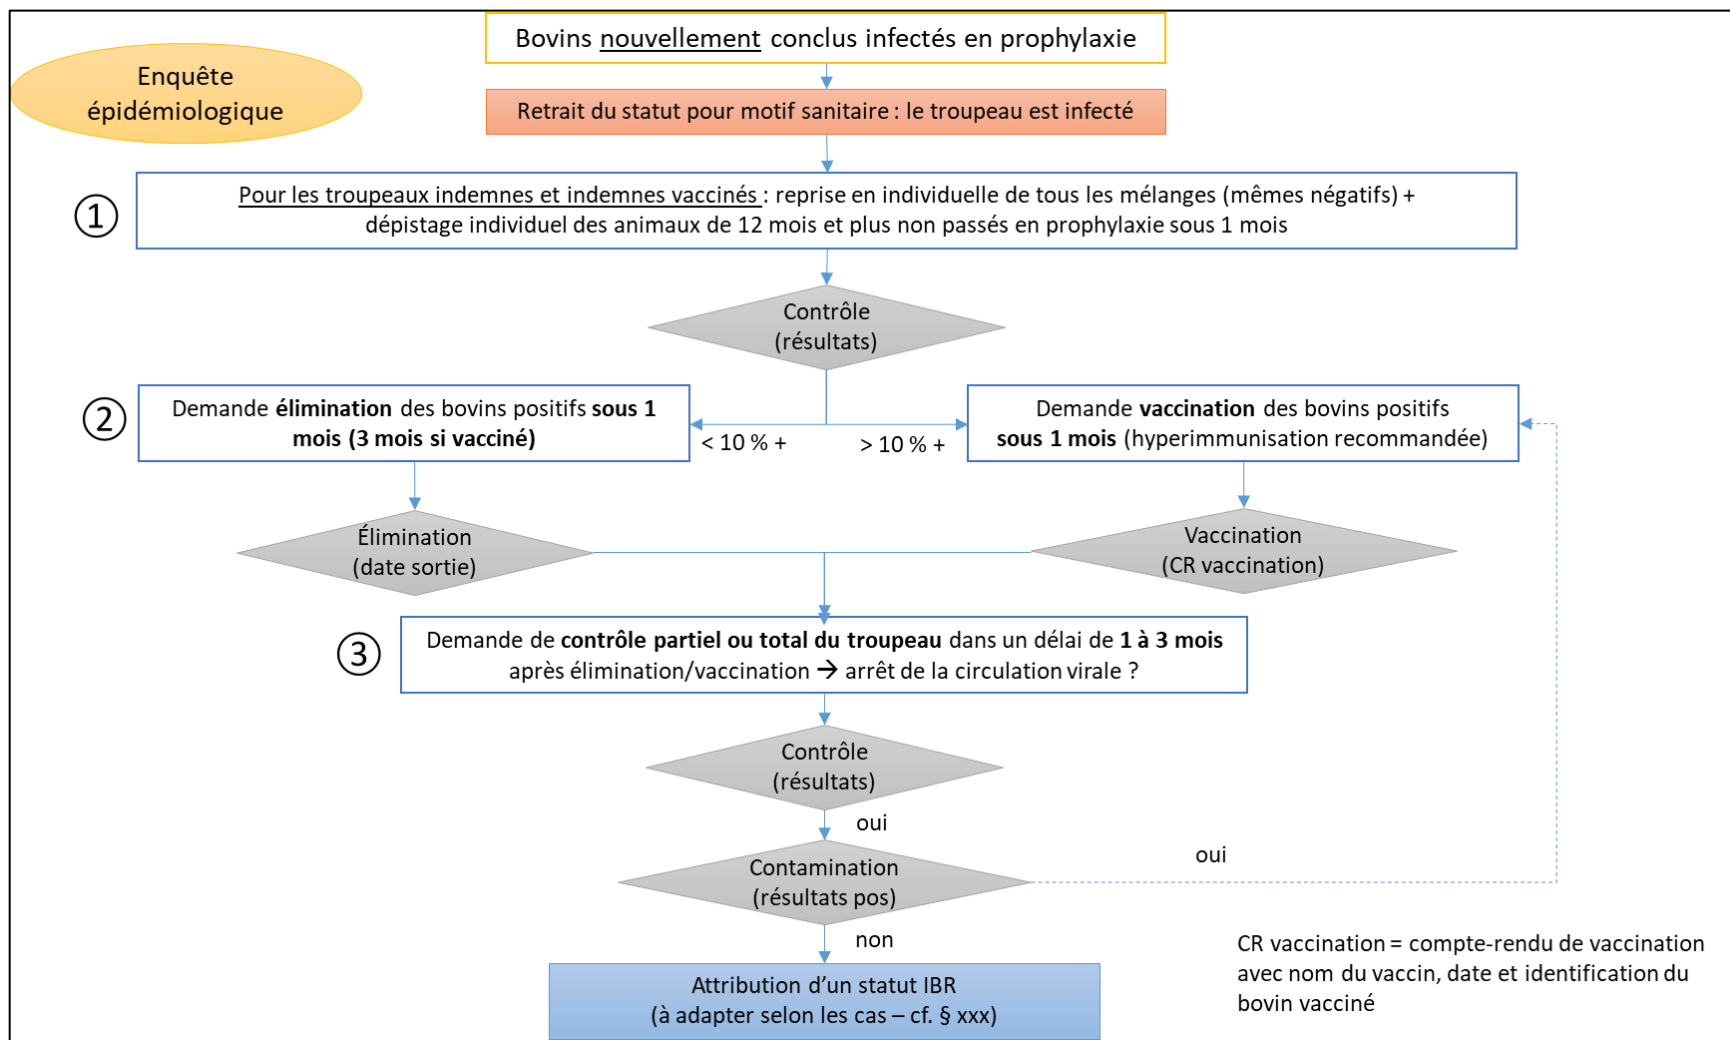 Bovins nouvellement conclus infectés en prophylaxie
Enquête
épidémiologique
Retrait du statut pour motif sanitaire : le troupeau est infecté
①
Pour les troupeaux indemnes et indemnes vaccinés : reprise en individuelle de tous les mélanges (mêmes négatifs) +
dépistage individuel des animaux de 12 mois et plus non passés en prophylaxie sous 1 mois
Contrôle
(résultats)
②
Demande élimination des bovins positifs sous 1
mois (3 mois si vacciné)
< 10 % +
> 10 % +
Demande vaccination des bovins positifs
sous 1 mois (hyperimmunisation recommandée)
Élimination
(date sortie)
Vaccination
(CR vaccination)
③
Demande de contrôle partiel ou total du troupeau dans un délai de 1 à 3 mois
après élimination/vaccination → arrêt de la circulation virale ?
Contrôle
(résultats)
oui
Contamination
(résultats pos)
oui
non
Attribution d'un statut IBR
(à adapter selon les cas – cf. § xxx)
CR vaccination = compte-rendu de vaccination
avec nom du vaccin, date et identification du
bovin vacciné